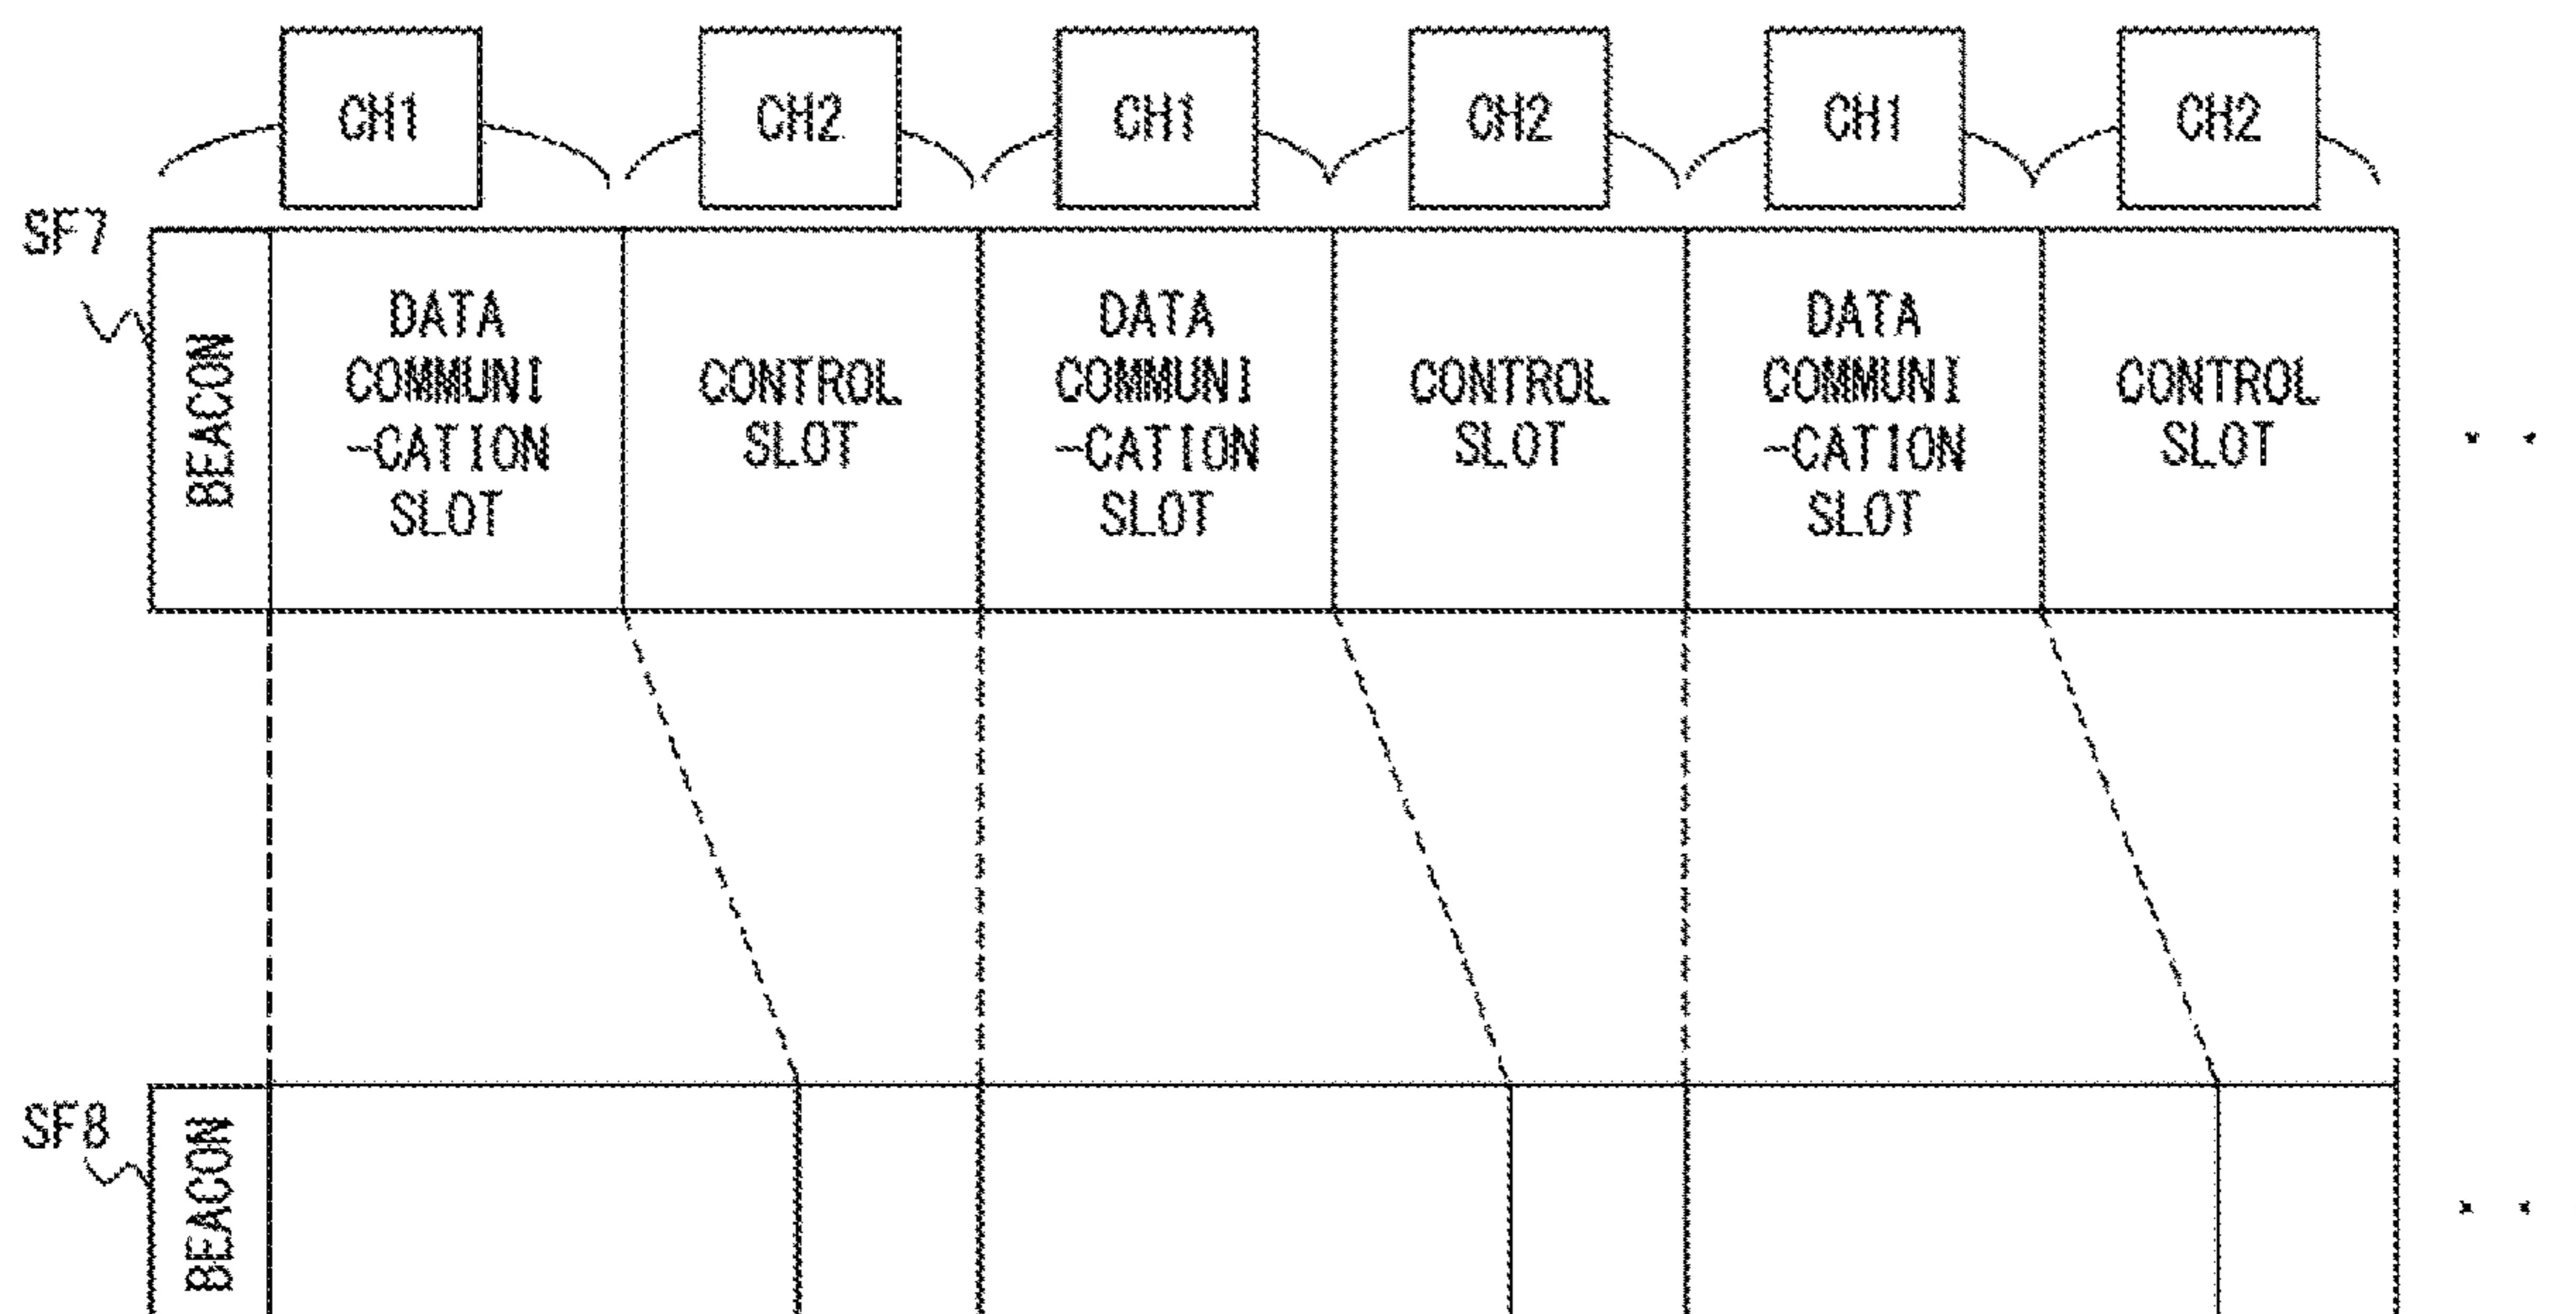 CH1 CH2 CH1 CH2 CH1 CH2
SF7
BEACON
DATA
COMMUNI
-CATION
SLOT
CONTROL
SLOT
DATA
COMMUNI
-CATION
SLOT
CONTROL
SLOT
DATA
COMMUNI
-CATION
SLOT
CONTROL
SLOT
SF8
BEACON